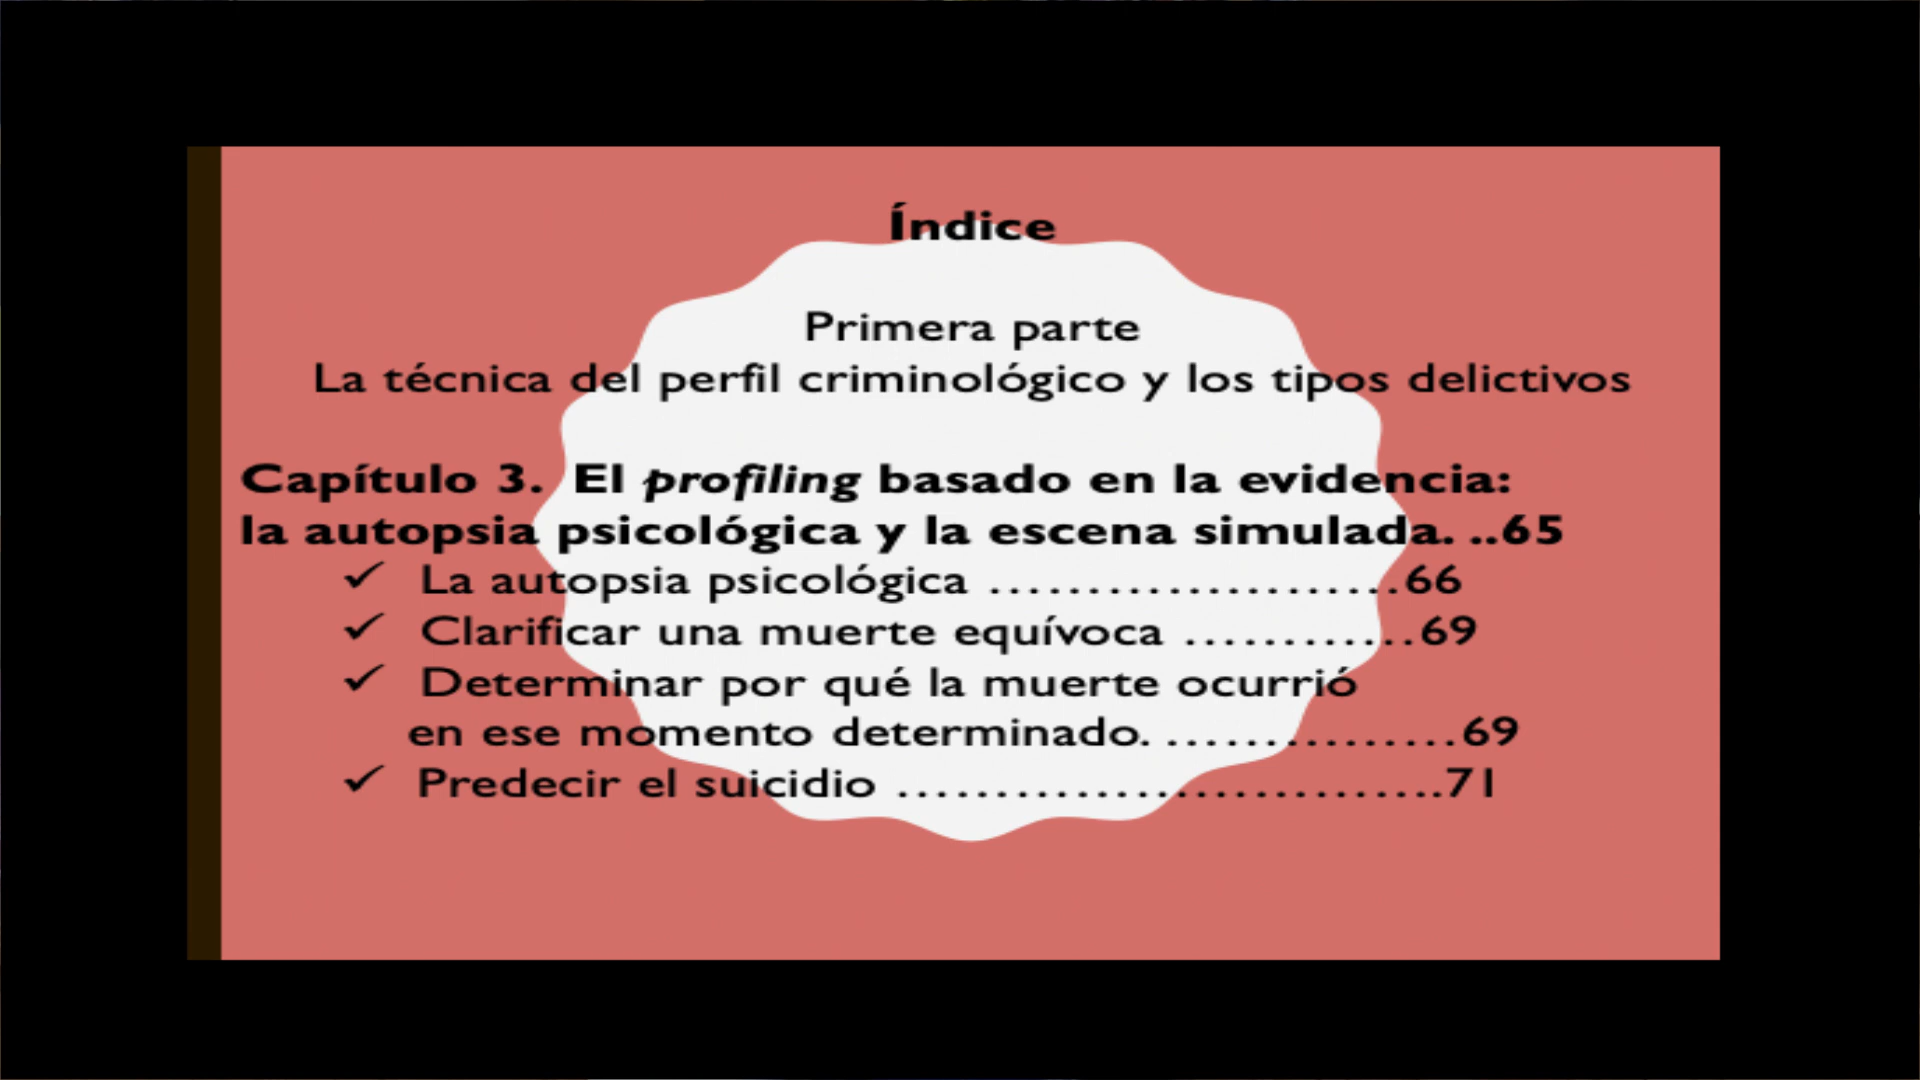 Índice
Primera parte
La técnica del perfil criminológico y los tipos delictivos
Capítulo 3. El profiling basado en la evidencia:
la autopsia psicológica y la escena simulada. ..65
✓ La autopsia psicológica ......................66
✓ Clarificar una muerte equívoca ............69
✓ Determinar por qué la muerte ocurrió
en ese momento determinado. ...............69
✓ Predecir el suicidio ..............................71